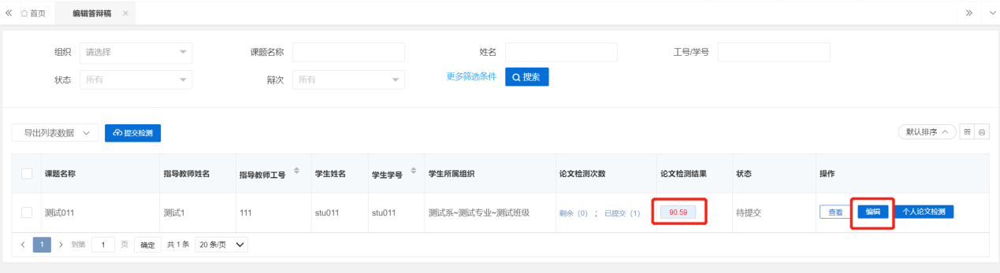 首页 编辑答辩稿
组织 请选择 课题名称 姓名 工号/学号
状态 所有 辩次 所有 更多筛选条件 搜索
导出列表数据 提交检测 默认排序
课题名称 指导教师姓名 指导教师工号 学生姓名 学生学号 学生所属组织 论文检测次数 论文检测结果 状态 操作
测试011 测试1 111 stu011 stu011 测试系~测试专业~测试班级 剩余（0）； 已提交（1） 90.59 待提交 查看 编辑 个人论文检测
1 到第 1 页 确定 共 1 条 20 条/页